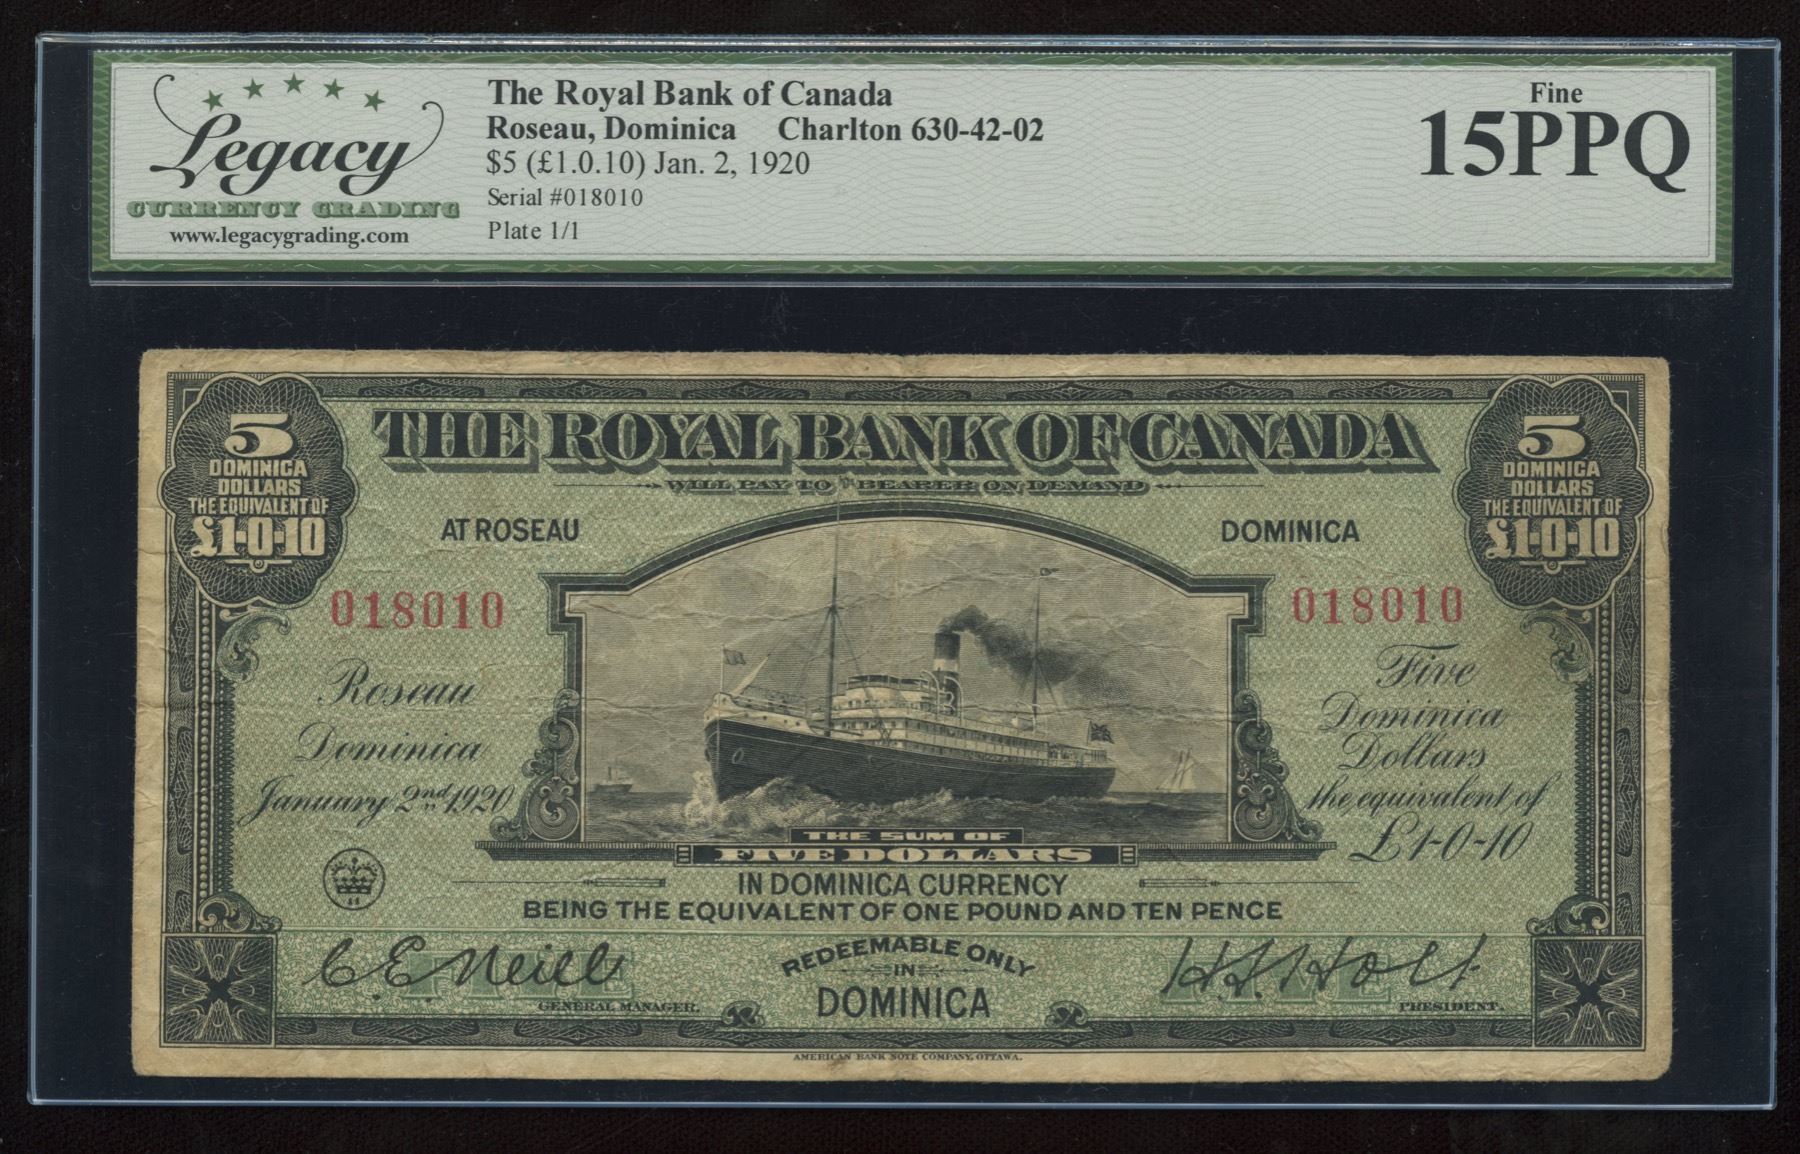 Legacy
CURRENCY GRADING
www.legacygrading.com
The Royal Bank of Canada
Roseau, Dominica Charlton 630-42-02
$5 (£1.0.10) Jan. 2, 1920
Serial #018010
Plate 1/1
Fine
15PPQ
5
DOMINICA
DOLLARS
THE EQUIVALENT OF
£1-0-10
THE ROYAL BANK OF CANADA
WILL PAY TO THE BEARER ON DEMAND
5
DOMINICA
DOLLARS
THE EQUIVALENT OF
£1-0-10
AT ROSEAU
DOMINICA
018010
018010
Roseau
Dominica
January 2nd 1920
Five
Dominica
Dollars
the equivalent of
£1-0-10
THE SUM OF
FIVE DOLLARS
IN DOMINICA CURRENCY
BEING THE EQUIVALENT OF ONE POUND AND TEN PENCE
C. E. Neill
GENERAL MANAGER.
REDEEMABLE ONLY
IN
DOMINICA
H. S. Holt
PRESIDENT.
AMERICAN BANK NOTE COMPANY, OTTAWA.